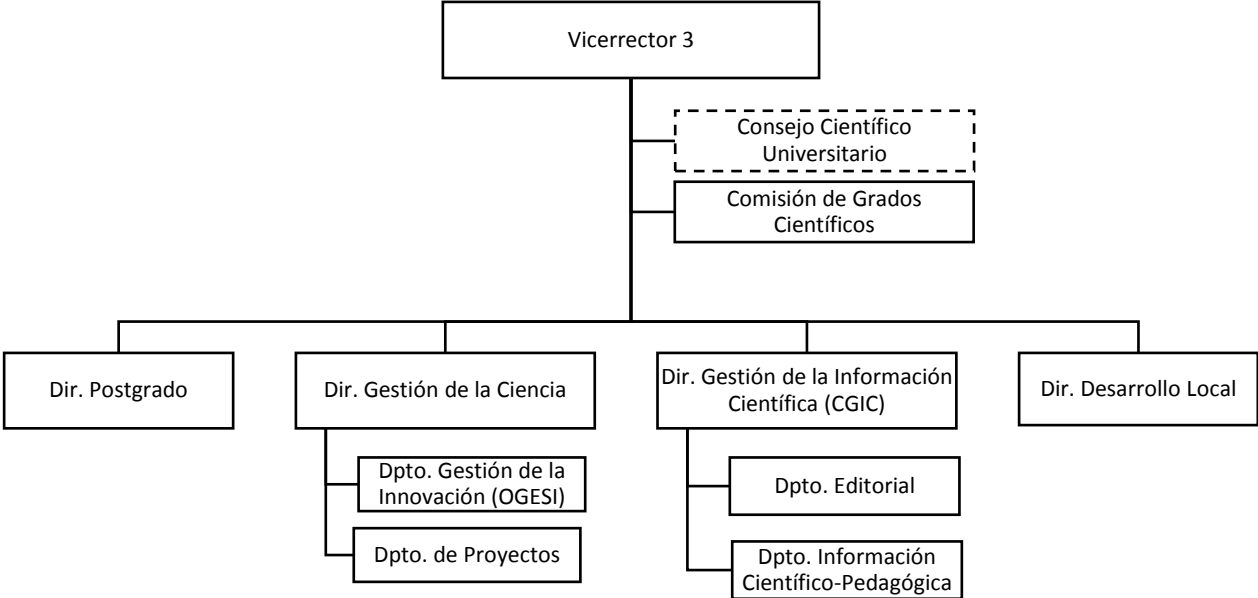 Vicerrector 3
Consejo Científico
Universitario
Comisión de Grados
Científicos
Dir. Postgrado
Dir. Gestión de la Ciencia
Dir. Gestión de la Información
Científica (CGIC)
Dir. Desarrollo Local
Dpto. Gestión de la
Innovación (OGESI)
Dpto. de Proyectos
Dpto. Editorial
Dpto. Información
Científico-Pedagógica